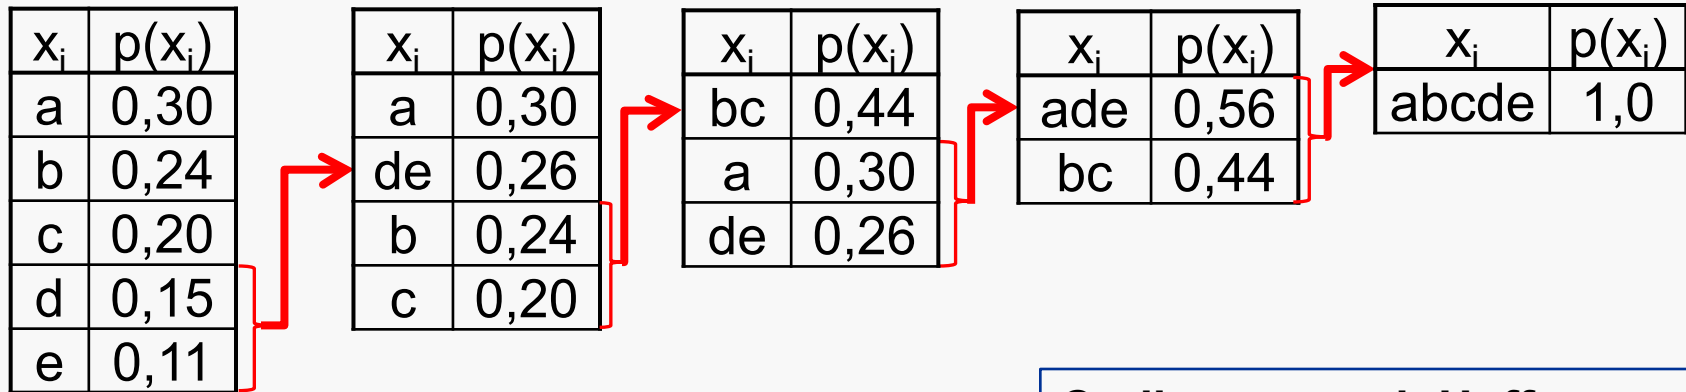 xᵢ p(xᵢ)
a 0,30
b 0,24
c 0,20
d 0,15
e 0,11
xᵢ p(xᵢ)
a 0,30
de 0,26
b 0,24
c 0,20
xᵢ p(xᵢ)
bc 0,44
a 0,30
de 0,26
xᵢ p(xᵢ)
ade 0,56
bc 0,44
xᵢ p(xᵢ)
abcde 1,0